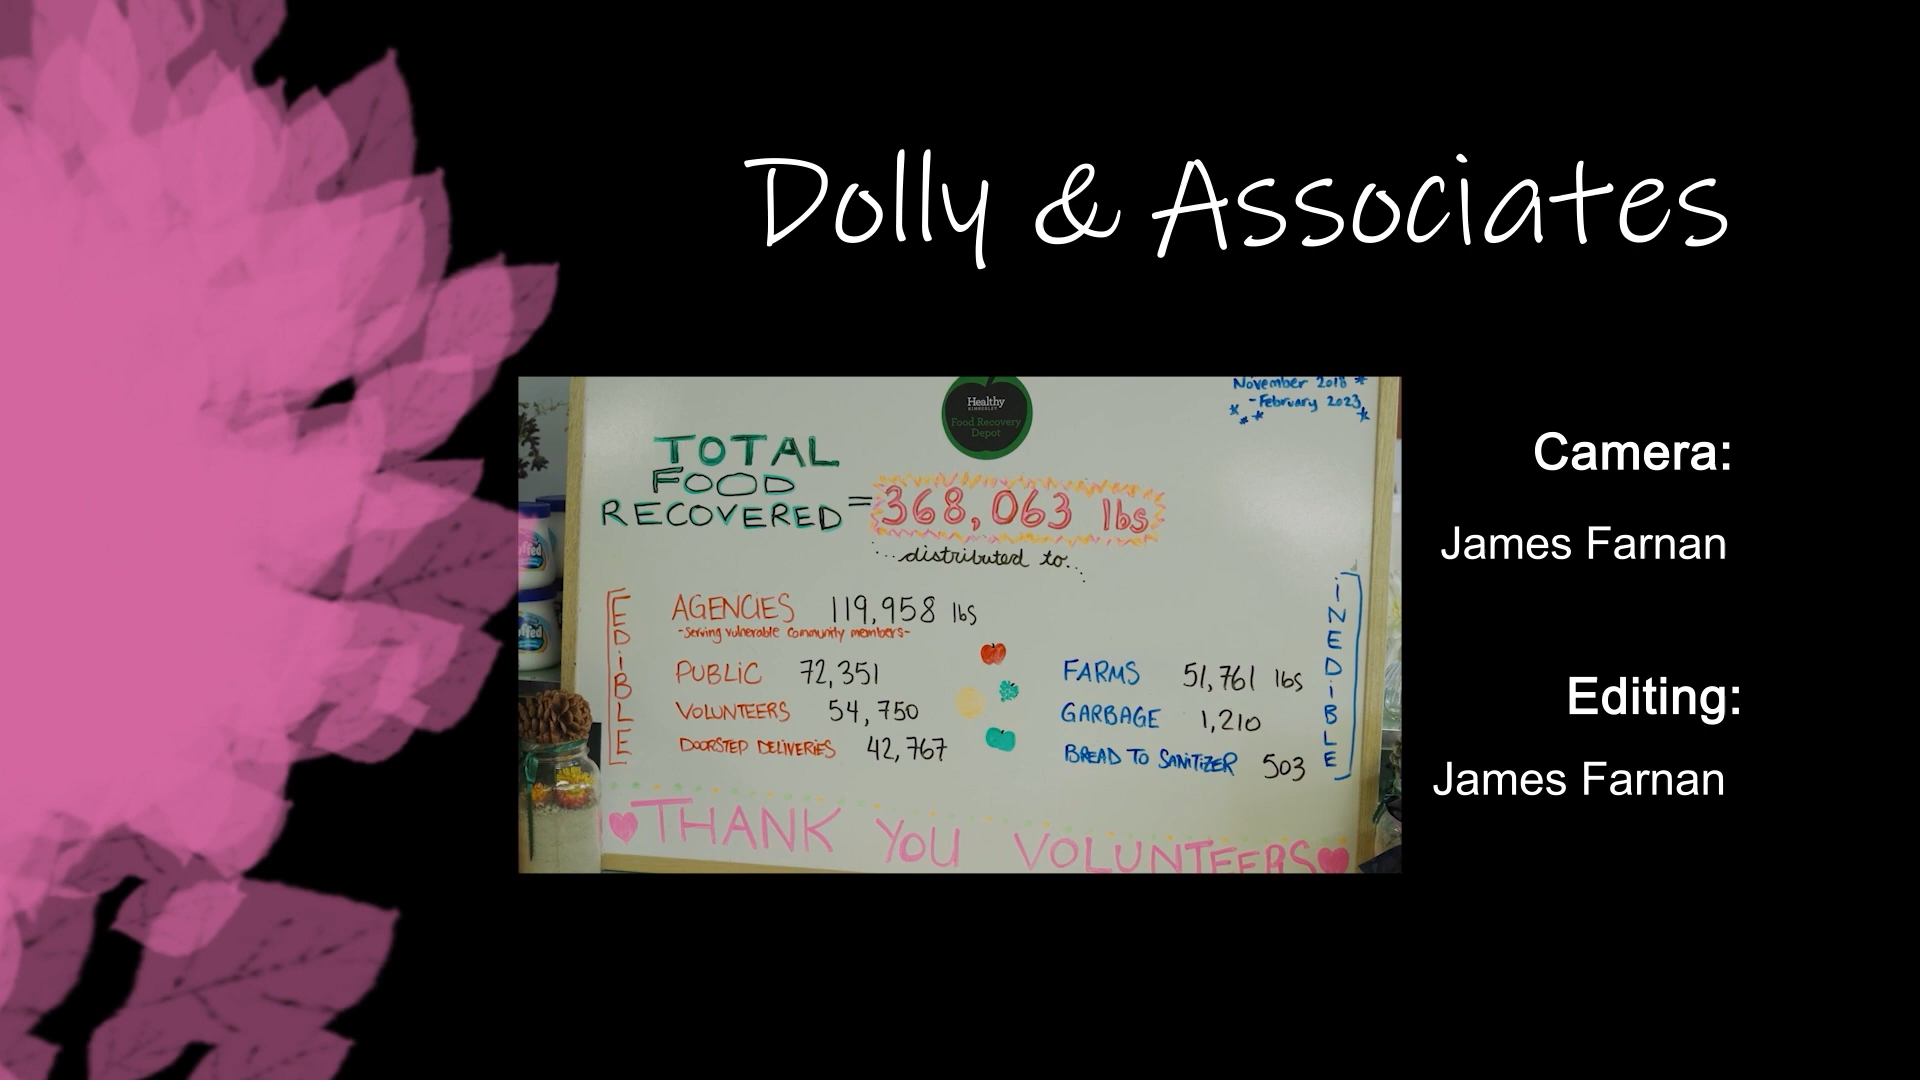 Dolly & Associates
Healthy
KIMBERLEY
Food Recovery
Depot
November 2018 *
- February 2023
TOTAL
FOOD
RECOVERED = 368,063 lbs
...distributed to...
EDiBLE
AGENCIES 119,958 lbs
-Serving vulnerable community members-
PUBLiC 72,351
VOLUNTEERS 54,750
DOORSTEP DELiVERiES 42,767
iNEDiBLE
FARMS 51,761 lbs
GARBAGE 1,210
BREAD TO SANiTiZER 503
THANK YOU VOLUNTEERS
Camera:
James Farnan
Editing:
James Farnan